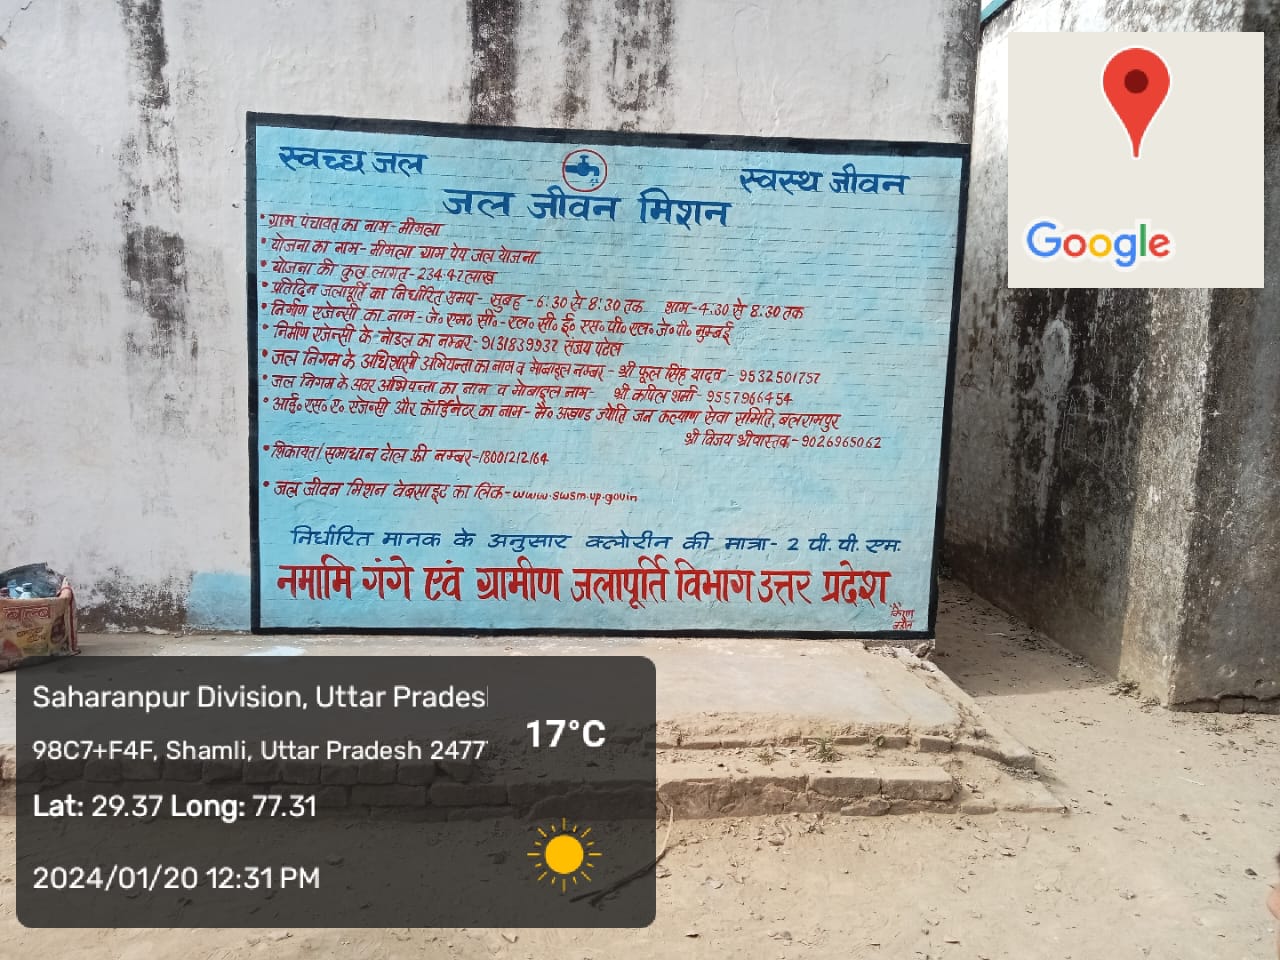 स्वच्छ जल
स्वस्थ जीवन
जल जीवन मिशन
• ग्राम पंचायत का नाम- मीमला
• योजना का नाम- मीमला ग्राम पेय जल योजना
• योजना की कुल लागत- 234.42 लाख
• प्रतिदिन जलापूर्ति का निर्धारित समय- सुबह - 6:30 से 8:30 तक शाम-4:30 से 8:30 तक
• निर्माण एजेन्सी का नाम- जे० एम० सी०- एल० सी० ई० एस० पी० एल० जे० पी० मुम्बई
• निर्माण एजेन्सी के नोडल का नम्बर- 9131839937 संजय पटेल
• जल निगम के अधिशासी अभियन्ता का नाम व मोबाइल नम्बर - श्री फूल सिंह यादव - 9532501757
• जल निगम के अवर अभियन्ता का नाम व मोबाइल नाम- श्री कपिल शर्मा - 9557966454
• आई० एस० ए० एजेन्सी और कॉर्डिनेटर का नाम- मै० अखण्ड ज्योति जन कल्याण सेवा समिति, बलरामपुर
श्री विजय श्रीवास्तव - 9026965062
• शिकायत/समाधान टोल फ्री नम्बर-18001212164
• जल जीवन मिशन वेबसाइट का लिंक- www.swsm.up.gov.in
निर्धारित मानक के अनुसार क्लोरीन की मात्रा- 2 पी. पी. एम.
नमामि गंगे एवं ग्रामीण जलापूर्ति विभाग उत्तर प्रदेश
Google
Saharanpur Division, Uttar Prades
98C7+F4F, Shamli, Uttar Pradesh 2477
17°C
Lat: 29.37 Long: 77.31
2024/01/20 12:31 PM